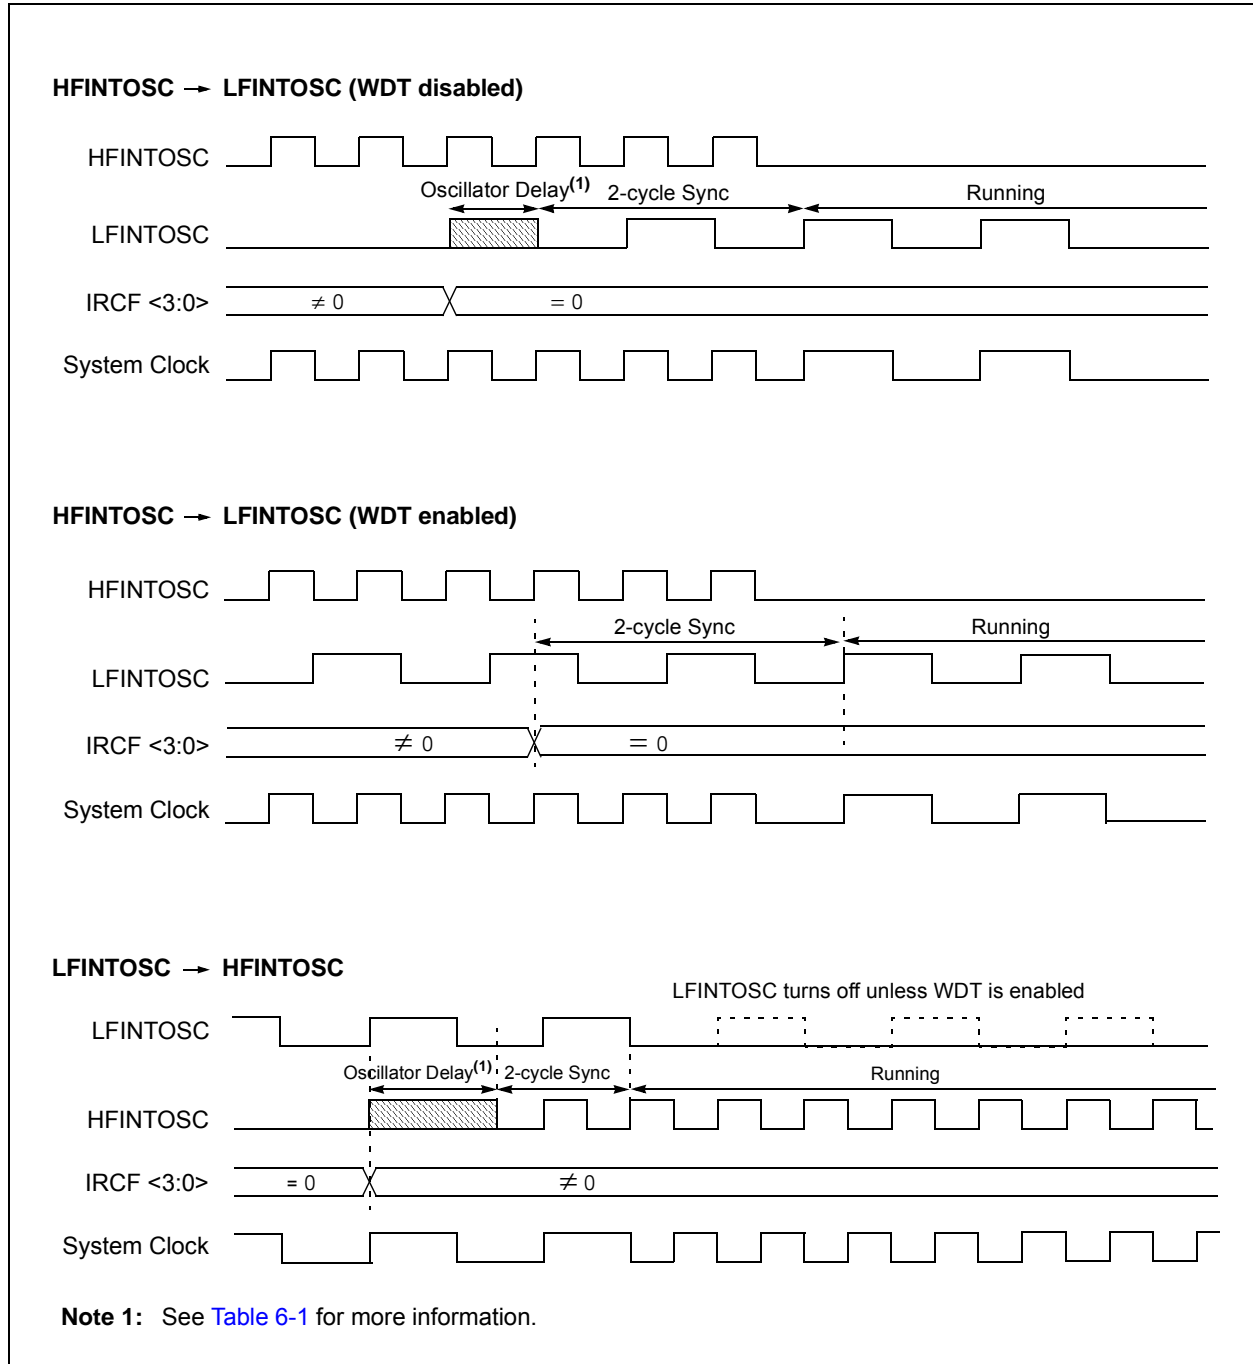 HFINTOSC → LFINTOSC (WDT disabled)
HFINTOSC
Oscillator Delay(1) 2-cycle Sync Running
LFINTOSC
IRCF <3:0> ≠ 0 = 0
System Clock
HFINTOSC → LFINTOSC (WDT enabled)
HFINTOSC
2-cycle Sync Running
LFINTOSC
IRCF <3:0> ≠ 0 = 0
System Clock
LFINTOSC → HFINTOSC
LFINTOSC turns off unless WDT is enabled
LFINTOSC
Oscillator Delay(1) 2-cycle Sync Running
HFINTOSC
IRCF <3:0> = 0 ≠ 0
System Clock
Note 1: See Table 6-1 for more information.